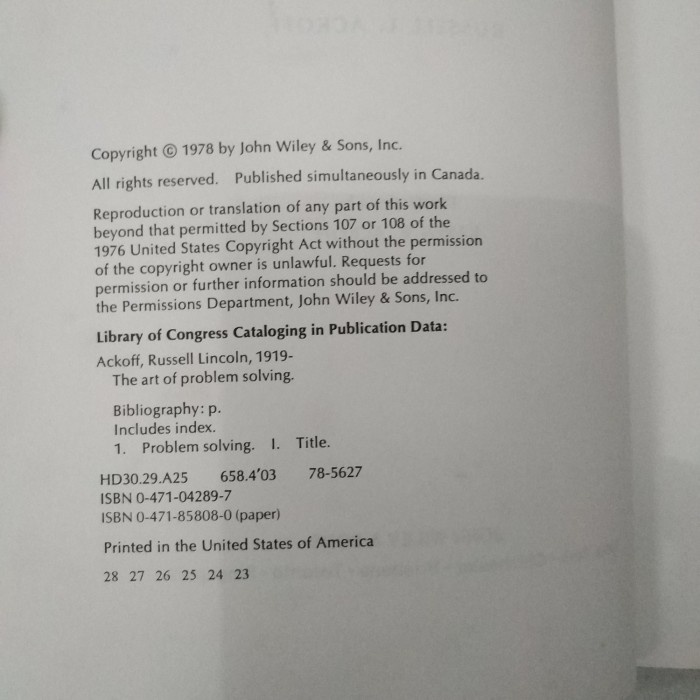 Copyright © 1978 by John Wiley & Sons, Inc.
All rights reserved. Published simultaneously in Canada.
Reproduction or translation of any part of this work
beyond that permitted by Sections 107 or 108 of the
1976 United States Copyright Act without the permission
of the copyright owner is unlawful. Requests for
permission or further information should be addressed to
the Permissions Department, John Wiley & Sons, Inc.
Library of Congress Cataloging in Publication Data:
Ackoff, Russell Lincoln, 1919-
The art of problem solving.
Bibliography: p.
Includes index.
1. Problem solving. I. Title.
HD30.29.A25 658.4'03 78-5627
ISBN 0-471-04289-7
ISBN 0-471-85808-0 (paper)
Printed in the United States of America
28 27 26 25 24 23